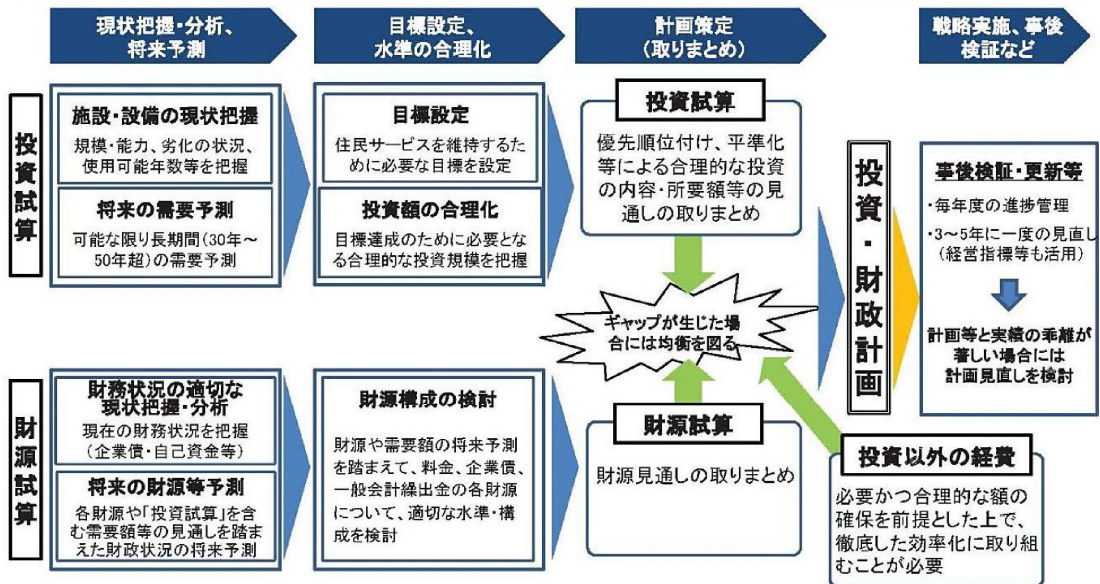 現状把握・分析、
将来予測
目標設定、
水準の合理化
計画策定
(取りまとめ)
戦略実施、事後
検証など
投資試算
施設・設備の現状把握
規模・能力、劣化の状況、
使用可能年数等を把握
将来の需要予測
可能な限り長期間(30年～
50年超)の需要予測
目標設定
住民サービスを維持するた
めに必要な目標を設定
投資額の合理化
目標達成のために必要とな
る合理的な投資規模を把握
投資試算
優先順位付け、平準化
等による合理的な投資
の内容・所要額等の見
通しの取りまとめ
ギャップが生じた場
合には均衡を図る
投資・財政計画
事後検証・更新等
・毎年度の進捗管理
・3～5年に一度の見直し
(経営指標等も活用)
計画等と実績の乖離が
著しい場合には
計画見直しを検討
財源試算
財務状況の適切な
現状把握・分析
現在の財務状況を把握
(企業債・自己資金等)
将来の財源等予測
各財源や「投資試算」を含
む需要額等の見通しを踏ま
えた財政状況の将来予測
財源構成の検討
財源や需要額の将来予測
を踏まえて、料金、企業債、
一般会計繰出金の各財源
について、適切な水準・構
成を検討
財源試算
財源見通しの取りまとめ
投資以外の経費
必要かつ合理的な額の
確保を前提とした上で、
徹底した効率化に取り組
むことが必要